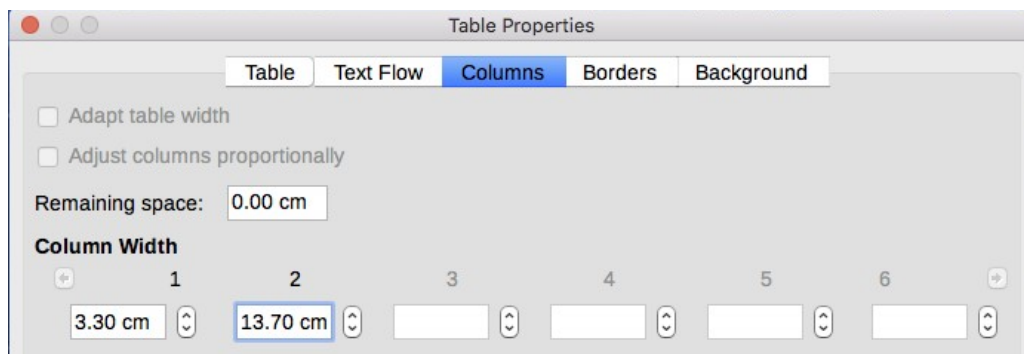 Table Properties
Table Text Flow Columns Borders Background
Adapt table width
Adjust columns proportionally
Remaining space: 0.00 cm
Column Width
1 2 3 4 5 6
3.30 cm 13.70 cm